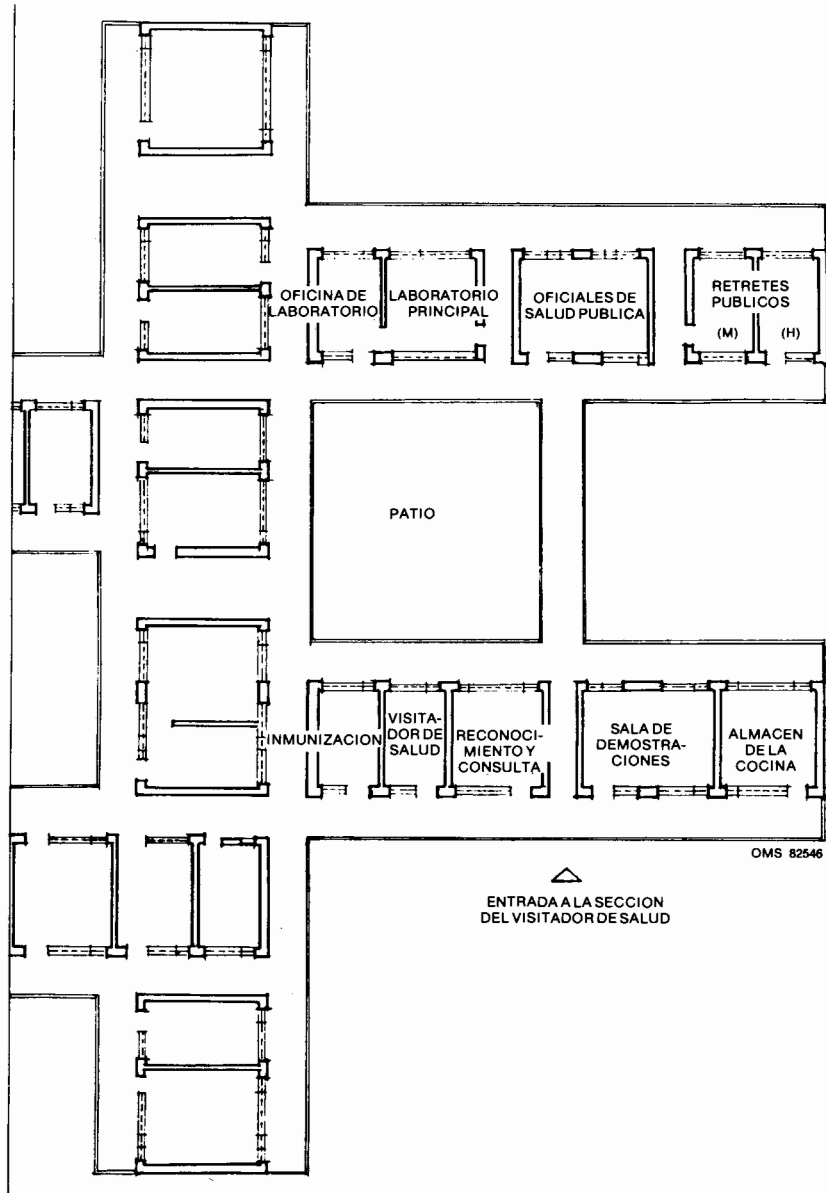 OFICINA DE
LABORATORIO
LABORATORIO
PRINCIPAL
OFICIALES DE
SALUD PUBLICA
RETRETES
PUBLICOS
(M)
(H)
PATIO
INMUNIZACION
VISITA-
DOR DE
SALUD
RECONOCI-
MIENTO Y
CONSULTA
SALA DE
DEMOSTRA-
CIONES
ALMACEN
DE LA
COCINA
OMS 82546
ENTRADA A LA SECCION
DEL VISITADOR DE SALUD